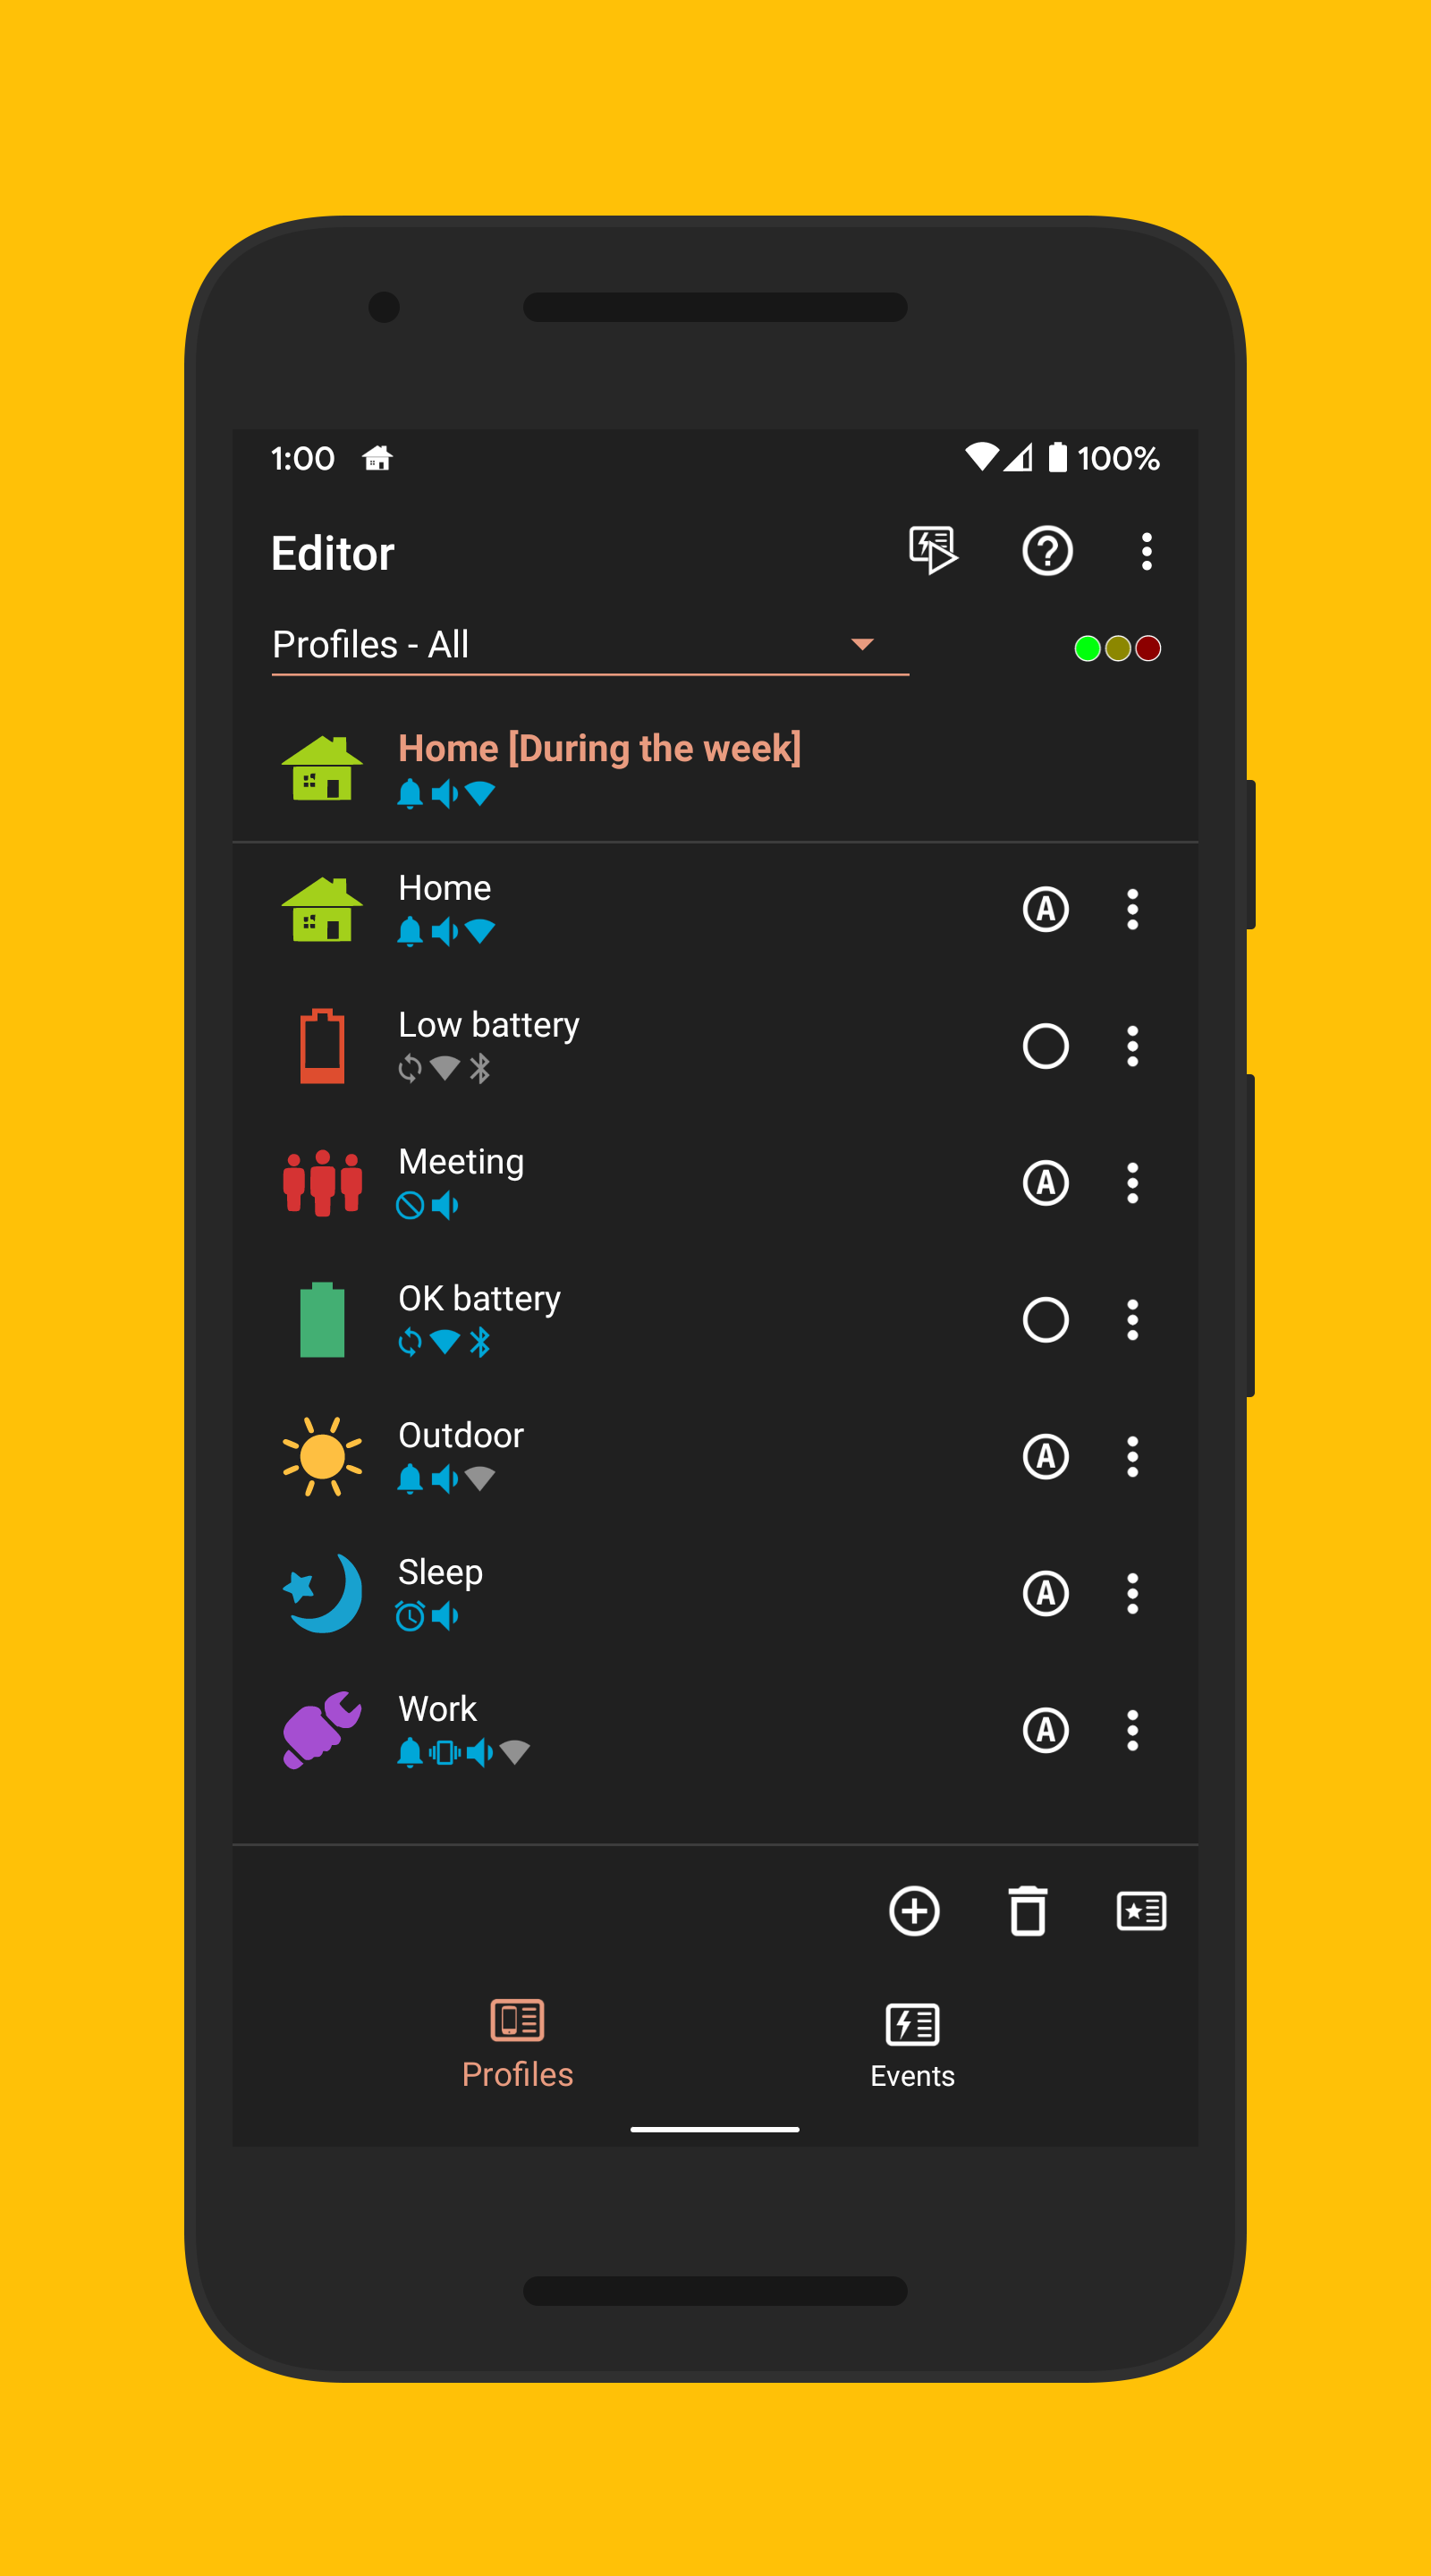 1:00 100%
Editor
Profiles - All
Home [During the week]
Home
A
Low battery
Meeting
A
OK battery
Outdoor
A
Sleep
A
Work
A
Profiles
Events